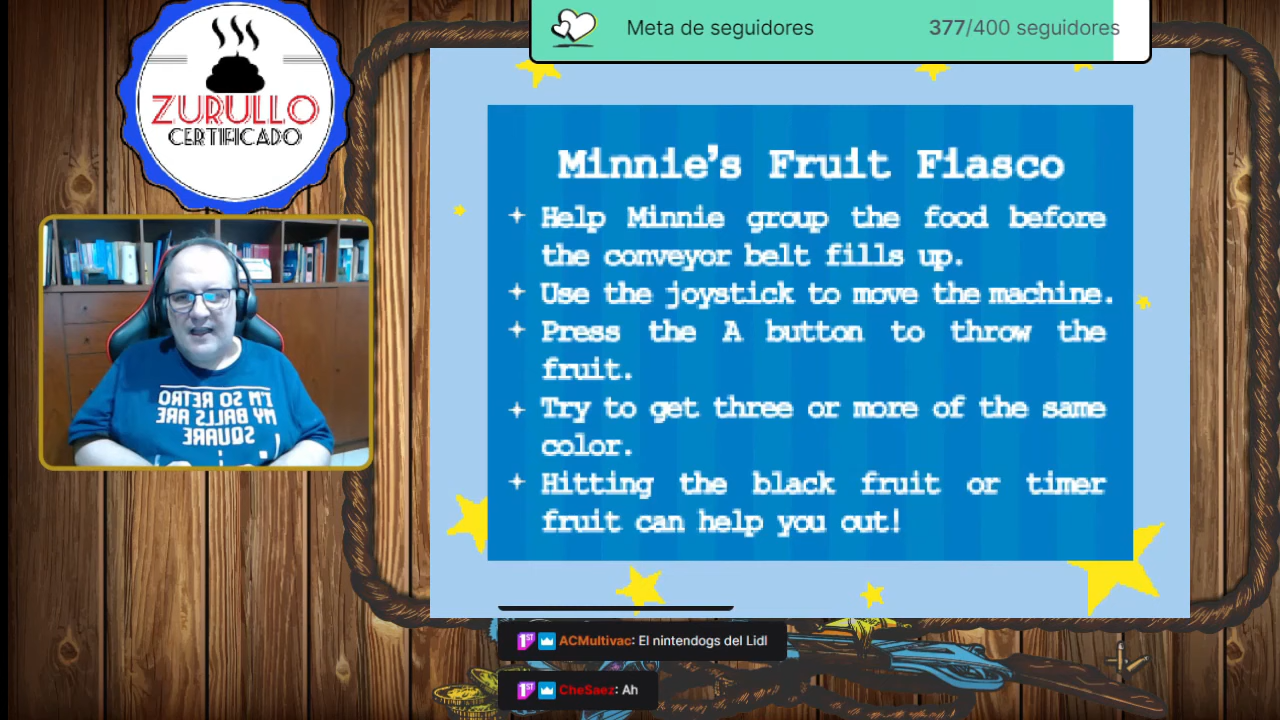 Meta de seguidores 377/400 seguidores
ZURULLO
CERTIFICADO
Minnie's Fruit Fiasco
Help Minnie group the food before
the conveyor belt fills up.
Use the joystick to move the machine.
Press the A button to throw the
fruit.
Try to get three or more of the same
color.
Hitting the black fruit or timer
fruit can help you out!
I'M SO RETRO
MY BALLS ARE
SQUARE
1ST ACMultivac: El nintendogs del Lidl
1ST CheSaez: Ah